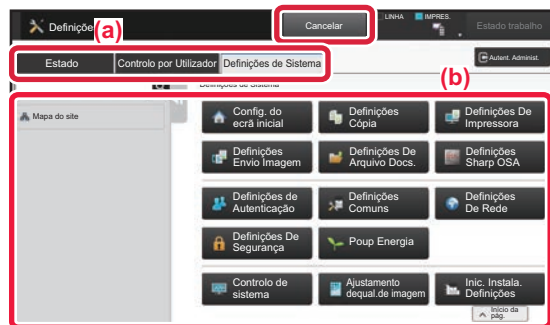 Definiçõe
(a)
Cancelar
LINHA
IMPRES.
Estado trabalho
Estado
Controlo por Utilizador
Definições de Sistema
Autent. Administ.
(b)
Definições de Sistema
Mapa do site
Config. do
ecrã inicial
Definições
Cópia
Definições De
Impressora
Definições
Envio Imagem
Definições De
Arquivo Docs.
Definições
Sharp OSA
Definições de
Autenticação
Definições
Comuns
Definições
De Rede
Definições De
Segurança
Poup Energia
Controlo de
sistema
Ajustamento
dequal.de imagem
Inic. Instala.
Definições
Início da
pág.